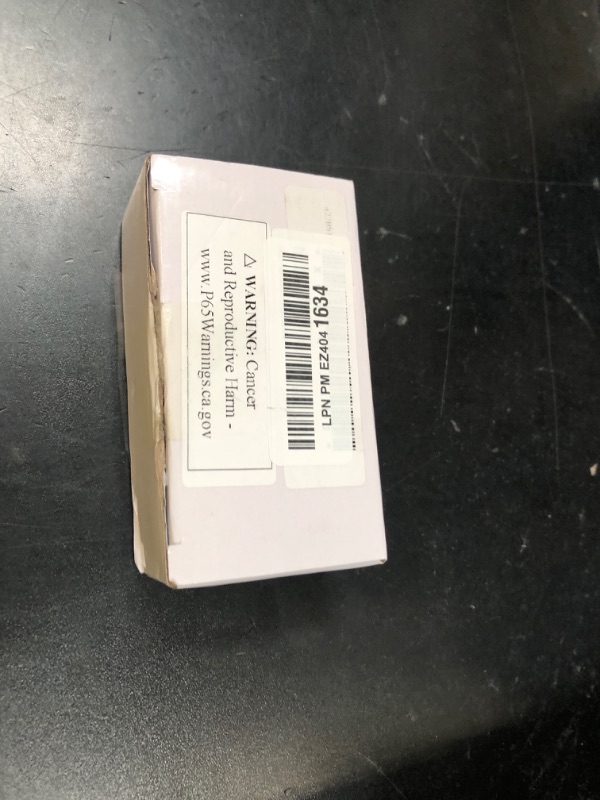 ⚠ WARNING: Cancer
and Reproductive Harm -
www.P65Warnings.ca.gov
LPN PM EZ404 1634